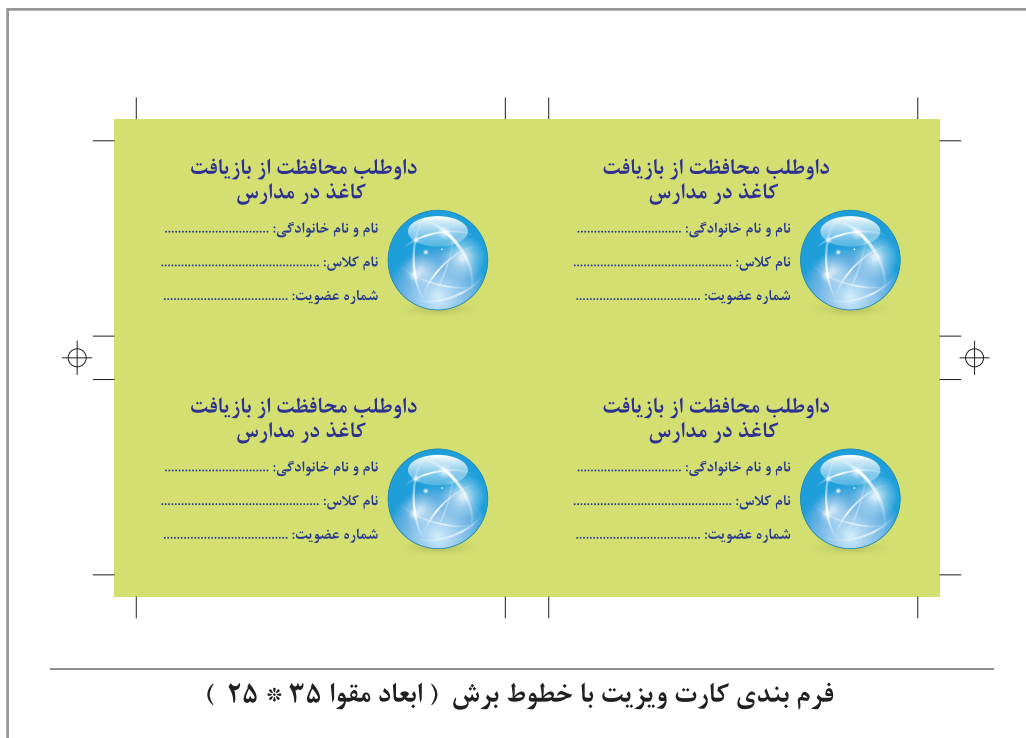 داوطلب محافظت از بازیافت
کاغذ در مدارس
نام و نام خانوادگی: ...............................
نام کلاس: ...............................................
شماره عضویت: .....................................
داوطلب محافظت از بازیافت
کاغذ در مدارس
نام و نام خانوادگی: ...............................
نام کلاس: ...............................................
شماره عضویت: .....................................
داوطلب محافظت از بازیافت
کاغذ در مدارس
نام و نام خانوادگی: ...............................
نام کلاس: ...............................................
شماره عضویت: .....................................
داوطلب محافظت از بازیافت
کاغذ در مدارس
نام و نام خانوادگی: ...............................
نام کلاس: ...............................................
شماره عضویت: .....................................
فرم بندی کارت ویزیت با خطوط برش ( ابعاد مقوا ۳۵ * ۲۵ )